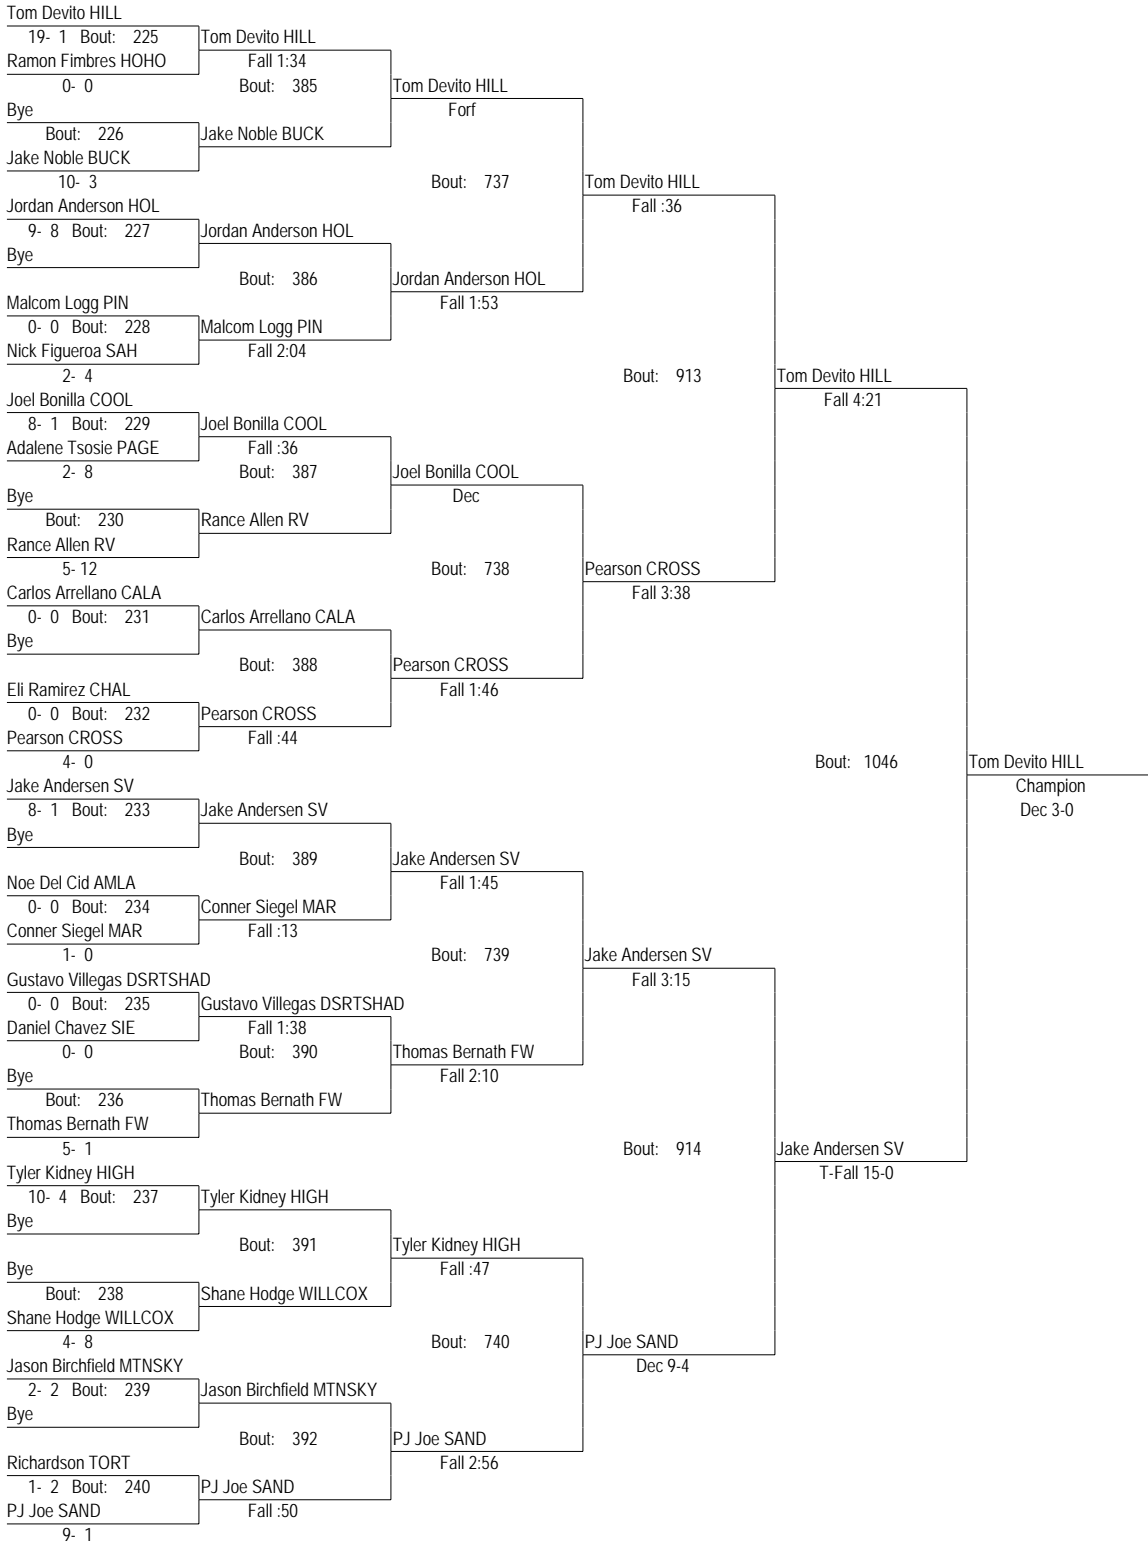 Tom Devito HILL
19- 1 Bout: 225 Tom Devito HILL
Ramon Fimbres HOHO Fall 1:34
0- 0 Bout: 385 Tom Devito HILL
Bye Forf
Bout: 226 Jake Noble BUCK
Jake Noble BUCK
10- 3 Bout: 737 Tom Devito HILL
Jordan Anderson HOL Fall :36
9- 8 Bout: 227 Jordan Anderson HOL
Bye
Bout: 386 Jordan Anderson HOL
Malcom Logg PIN Fall 1:53
0- 0 Bout: 228 Malcom Logg PIN
Nick Figueroa SAH Fall 2:04
2- 4 Bout: 913 Tom Devito HILL
Joel Bonilla COOL Fall 4:21
8- 1 Bout: 229 Joel Bonilla COOL
Adalene Tsosie PAGE Fall :36
2- 8 Bout: 387 Joel Bonilla COOL
Bye Dec
Bout: 230 Rance Allen RV
Rance Allen RV
5- 12 Bout: 738 Pearson CROSS
Carlos Arrellano CALA Fall 3:38
0- 0 Bout: 231 Carlos Arrellano CALA
Bye
Bout: 388 Pearson CROSS
Eli Ramirez CHAL Fall 1:46
0- 0 Bout: 232 Pearson CROSS
Pearson CROSS Fall :44
4- 0 Bout: 1046 Tom Devito HILL
Jake Andersen SV Champion
8- 1 Bout: 233 Jake Andersen SV Dec 3-0
Bye
Bout: 389 Jake Andersen SV
Noe Del Cid AMLA Fall 1:45
0- 0 Bout: 234 Conner Siegel MAR
Conner Siegel MAR Fall :13
1- 0 Bout: 739 Jake Andersen SV
Gustavo Villegas DSRTSHAD Fall 3:15
0- 0 Bout: 235 Gustavo Villegas DSRTSHAD
Daniel Chavez SIE Fall 1:38
0- 0 Bout: 390 Thomas Bernath FW
Bye Fall 2:10
Bout: 236 Thomas Bernath FW
Thomas Bernath FW
5- 1 Bout: 914 Jake Andersen SV
Tyler Kidney HIGH T-Fall 15-0
10- 4 Bout: 237 Tyler Kidney HIGH
Bye
Bout: 391 Tyler Kidney HIGH
Bye Fall :47
Bout: 238 Shane Hodge WILLCOX
Shane Hodge WILLCOX
4- 8 Bout: 740 PJ Joe SAND
Jason Birchfield MTNSKY Dec 9-4
2- 2 Bout: 239 Jason Birchfield MTNSKY
Bye
Bout: 392 PJ Joe SAND
Richardson TORT Fall 2:56
1- 2 Bout: 240 PJ Joe SAND
PJ Joe SAND Fall :50
9- 1